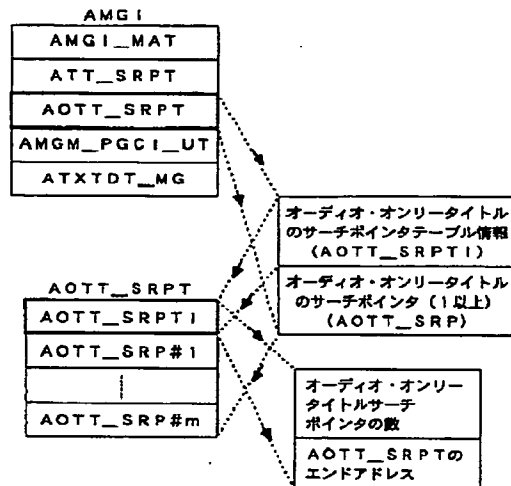 AMGI
AMGI_MAT
ATT_SRPT
AOTT_SRPT
AMGM_PGCI_UT
ATXTDT_MG
オーディオ・オンリータイトル
のサーチポインタテーブル情報
(AOTT_SRPTI)
オーディオ・オンリータイトル
のサーチポインタ(1以上)
(AOTT_SRP)
AOTT_SRPT
AOTT_SRPTI
AOTT_SRP#1
AOTT_SRP#m
オーディオ・オンリー
タイトルサーチ
ポインタの数
AOTT_SRPTの
エンドアドレス